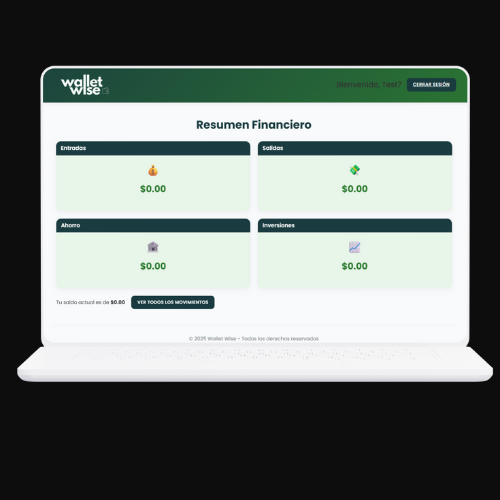 wallet
wise
Bienvenido, Test7
CERRAR SESIÓN
Resumen Financiero
Entradas
$0.00
Salidas
$0.00
Ahorro
$0.00
Inversiones
$0.00
Tu saldo actual es de $0.00
VER TODOS LOS MOVIMIENTOS
© 2025 Wallet Wise - Todos los derechos reservados